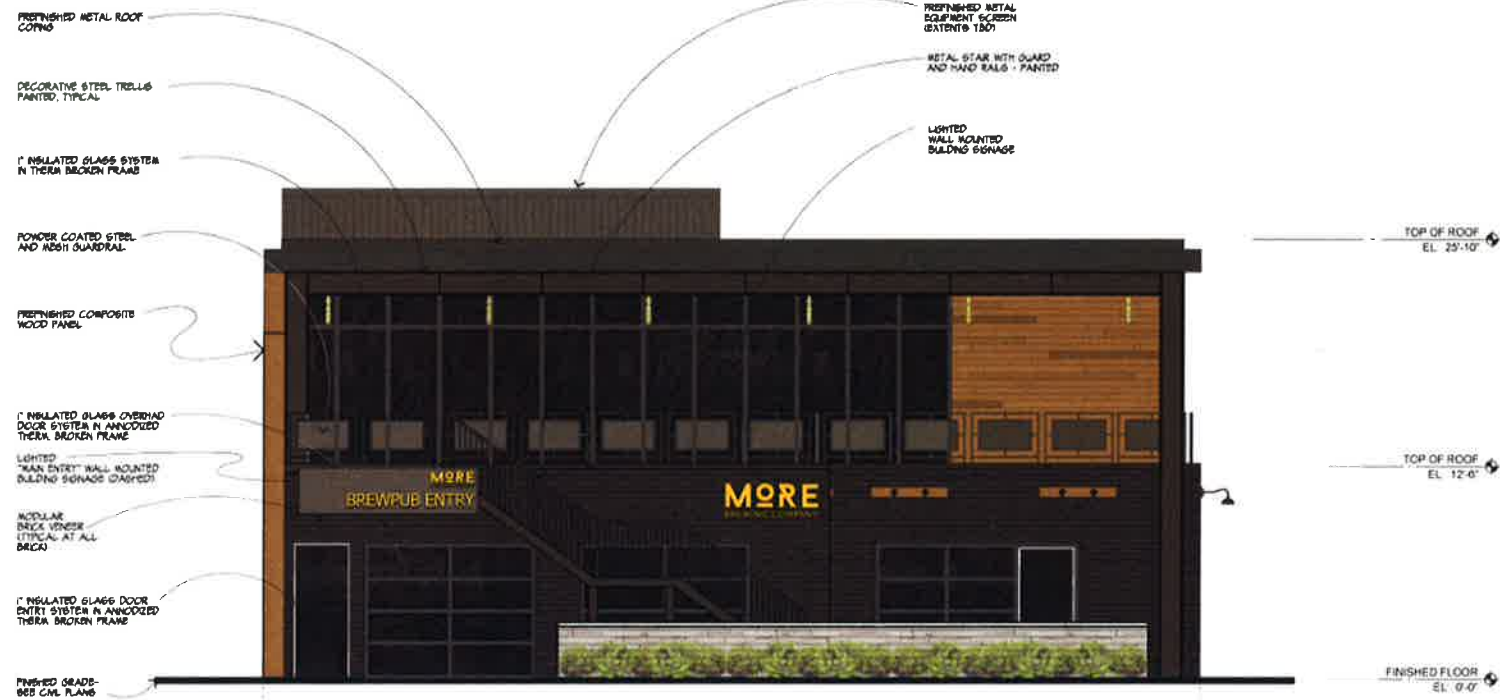 PREFINISHED METAL ROOF
COPING
DECORATIVE STEEL TRELLIS
PAINTED, TYPICAL
1" INSULATED GLASS SYSTEM
IN THERM BROKEN FRAME
POWDER COATED STEEL
AND MESH GUARDRAIL
PREFINISHED COMPOSITE
WOOD PANEL
1" INSULATED GLASS OVERHAD
DOOR SYSTEM IN ANNODIZED
THERM. BROKEN FRAME
LIGHTED
"MAIN ENTRY" WALL MOUNTED
BUILDING SIGNAGE (DASHED)
MODULAR
BRICK VENEER
(TYPICAL AT ALL
BRICK)
1" INSULATED GLASS DOOR
ENTRY SYSTEM IN ANNODIZED
THERM BROKEN FRAME
FINISHED GRADE-
SEE CIVIL PLANS
PREFINISHED METAL
EQUIPMENT SCREEN
(EXTENTS TBD)
METAL STAIR WITH GUARD
AND HAND RAILS - PAINTED
LIGHTED
WALL MOUNTED
BUILDING SIGNAGE
MORE
BREWPUB ENTRY
MORE
BREWING COMPANY
TOP OF ROOF
EL. 25'-10"
TOP OF ROOF
EL. 12'-6"
FINISHED FLOOR
EL. 0'-0"